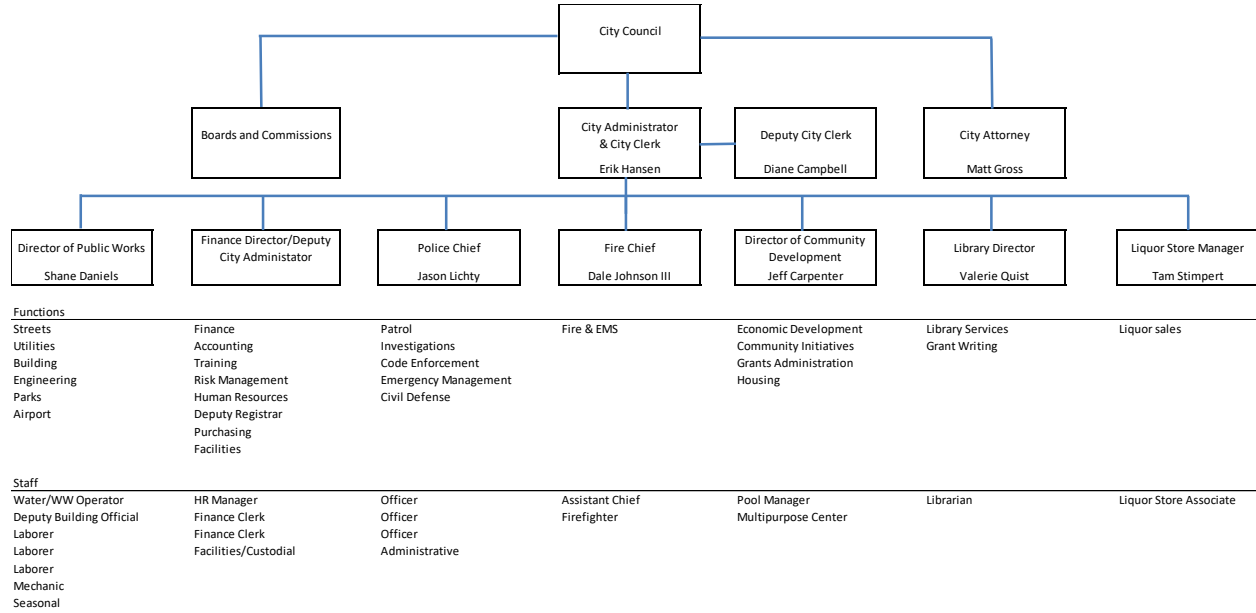 City Council
Boards and Commissions
City Administrator
& City Clerk
Erik Hansen
Deputy City Clerk
Diane Campbell
City Attorney
Matt Gross
Director of Public Works
Shane Daniels
Finance Director/Deputy
City Administator
Police Chief
Jason Lichty
Fire Chief
Dale Johnson III
Director of Community
Development
Jeff Carpenter
Library Director
Valerie Quist
Liquor Store Manager
Tam Stimpert
Functions
Streets
Utilities
Building
Engineering
Parks
Airport
Finance
Accounting
Training
Risk Management
Human Resources
Deputy Registrar
Purchasing
Facilities
Patrol
Investigations
Code Enforcement
Emergency Management
Civil Defense
Fire & EMS
Economic Development
Community Initiatives
Grants Administration
Housing
Library Services
Grant Writing
Liquor sales
Staff
Water/WW Operator
Deputy Building Official
Laborer
Laborer
Laborer
Mechanic
Seasonal
HR Manager
Finance Clerk
Finance Clerk
Facilities/Custodial
Officer
Officer
Officer
Administrative
Assistant Chief
Firefighter
Pool Manager
Multipurpose Center
Librarian
Liquor Store Associate